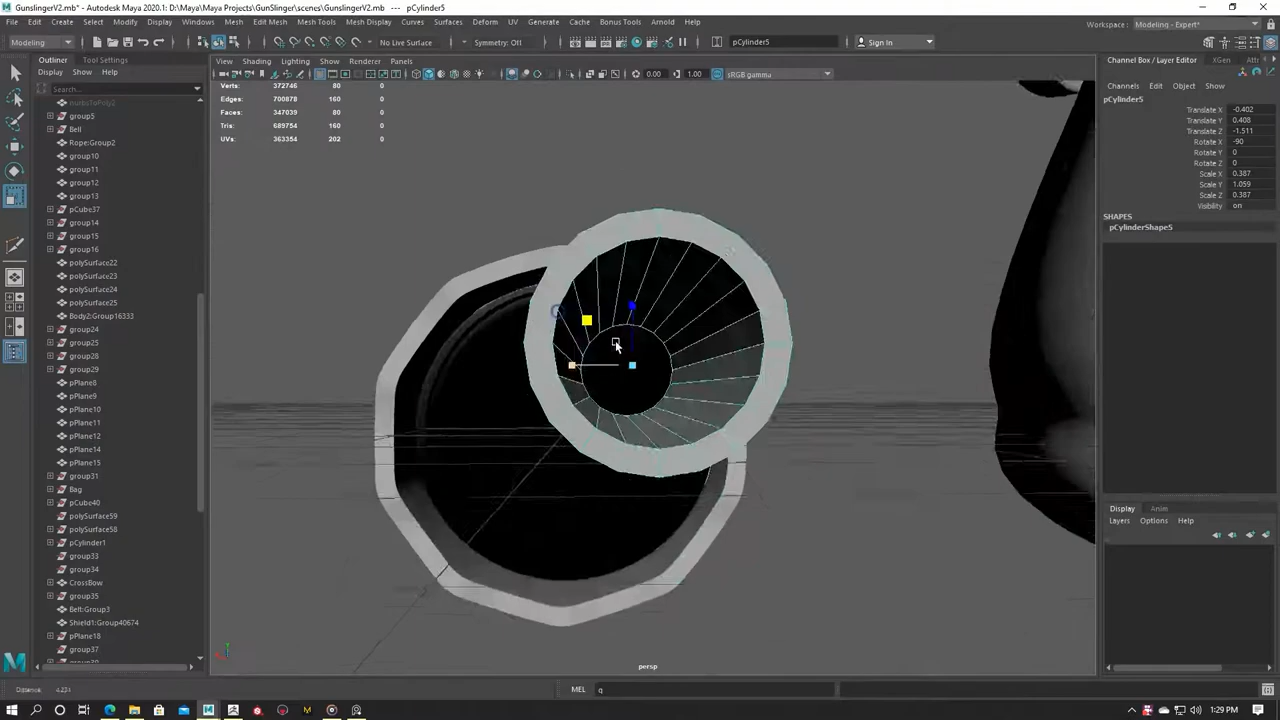 GunslingerV2.mb* - Autodesk Maya 2020.1: D:\Maya\Maya Projects\GunSlinger\scenes\GunslingerV2.mb --- pCylinder5
File Edit Create Select Modify Display Windows Mesh Edit Mesh Mesh Tools Mesh Display Curves Surfaces Deform UV Generate Cache Bonus Tools Arnold Help
Workspace : Modeling - Expert*
Modeling No Live Surface Symmetry: Off pCylinder5 Sign In
Outliner Tool Settings
Display Show Help
Search...
group5
Bell
Rope:Group2
group10
group11
group12
group13
pCube37
group14
group15
group16
polySurface22
polySurface23
polySurface24
polySurface25
Body2:Group16333
group24
group25
group28
group29
pPlane8
pPlane9
pPlane10
pPlane11
pPlane12
pPlane14
pPlane15
group31
Bag
pCube40
polySurface59
polySurface58
pCylinder1
group33
group34
CrossBow
group35
Belt:Group3
Shield1:Group40674
pPlane18
group37
View Shading Lighting Show Renderer Panels
0.00 1.00 sRGB gamma
Verts: 372746 80 0
Edges: 700878 160 0
Faces: 347039 80 0
Tris: 689754 160 0
UVs: 363354 202 0
persp
Channel Box / Layer Editor XGen
Channels Edit Object Show
pCylinder5
Translate X -0.402
Translate Y 0.408
Translate Z -1.511
Rotate X -90
Rotate Y 0
Rotate Z 0
Scale X 0.387
Scale Y 1.059
Scale Z 0.387
Visibility on
SHAPES
pCylinderShape5
Display Anim
Layers Options Help
MEL q
1:29 PM